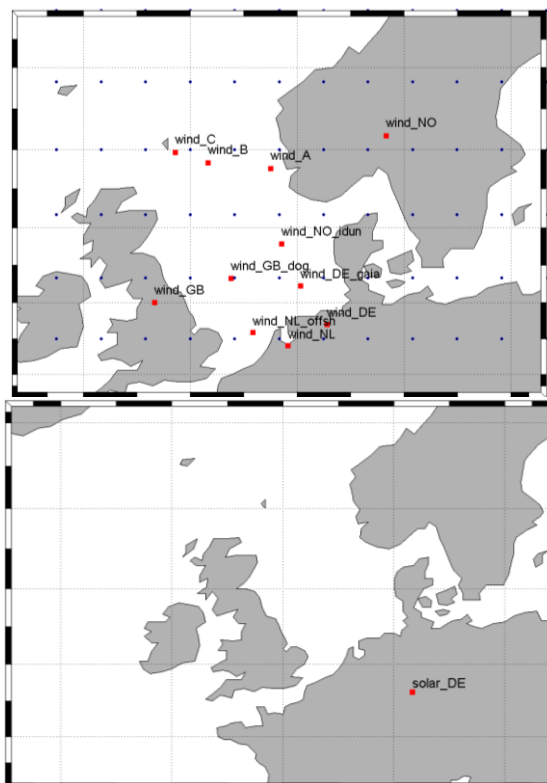 wind_NO
wind_C
wind_B
wind_A
wind_NO_idun
wind_GB_dog
wind_DE_gaia
wind_GB
wind_DE
wind_NL_offsh
wind_NL
solar_DE